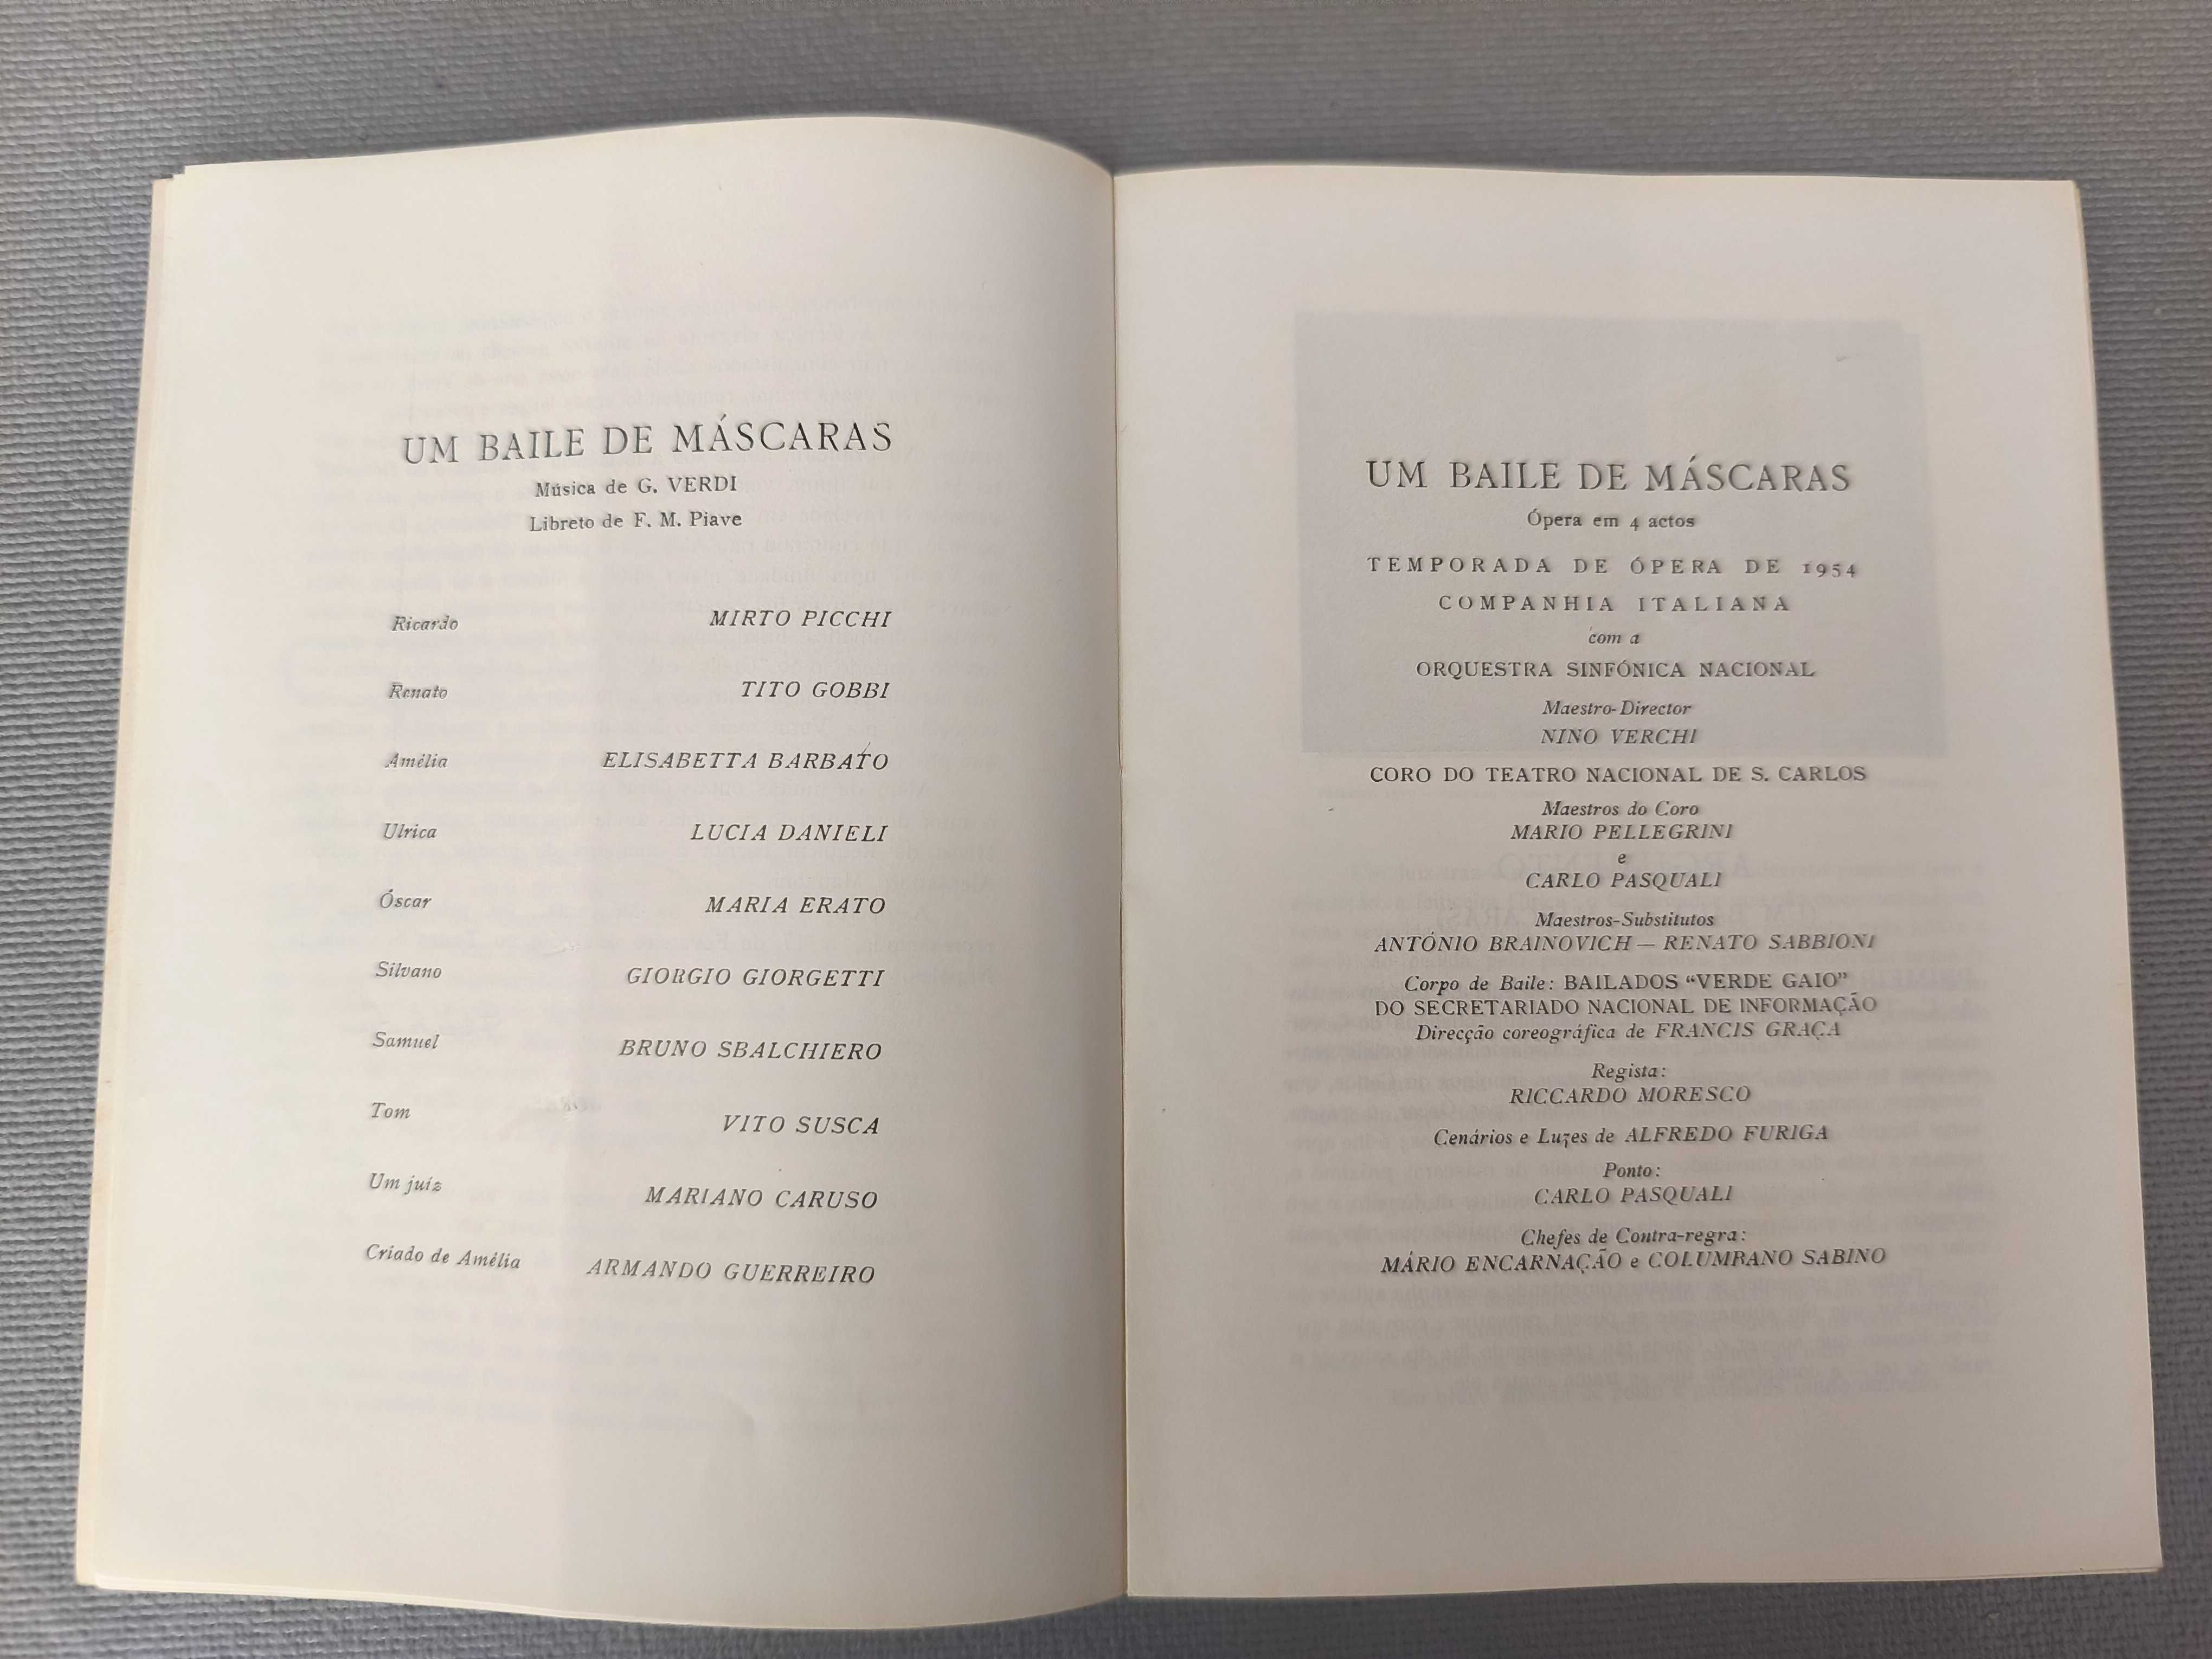 UM BAILE DE MÁSCARAS
Música de G. VERDI
Libreto de F. M. Piave
Ricardo MIRTO PICCHI
Renato TITO GOBBI
Amélia ELISABETTA BARBATO
Ulrica LUCIA DANIELI
Óscar MARIA ERATO
Silvano GIORGIO GIORGETTI
Samuel BRUNO SBALCHIERO
Tom VITO SUSCA
Um juíz MARIANO CARUSO
Criado de Amélia ARMANDO GUERREIRO
UM BAILE DE MÁSCARAS
Ópera em 4 actos
TEMPORADA DE ÓPERA DE 1954
COMPANHIA ITALIANA
com a
ORQUESTRA SINFÓNICA NACIONAL
Maestro-Director
NINO VERCHI
CORO DO TEATRO NACIONAL DE S. CARLOS
Maestros do Coro
MARIO PELLEGRINI
e
CARLO PASQUALI
Maestros-Substitutos
ANTÓNIO BRAINOVICH — RENATO SABBIONI
Corpo de Baile: BAILADOS “VERDE GAIO”
DO SECRETARIADO NACIONAL DE INFORMAÇÃO
Direcção coreográfica de FRANCIS GRAÇA
Regista:
RICCARDO MORESCO
Cenários e Luzes de ALFREDO FURIGA
Ponto:
CARLO PASQUALI
Chefes de Contra-regra:
MÁRIO ENCARNAÇÃO e COLUMBANO SABINO